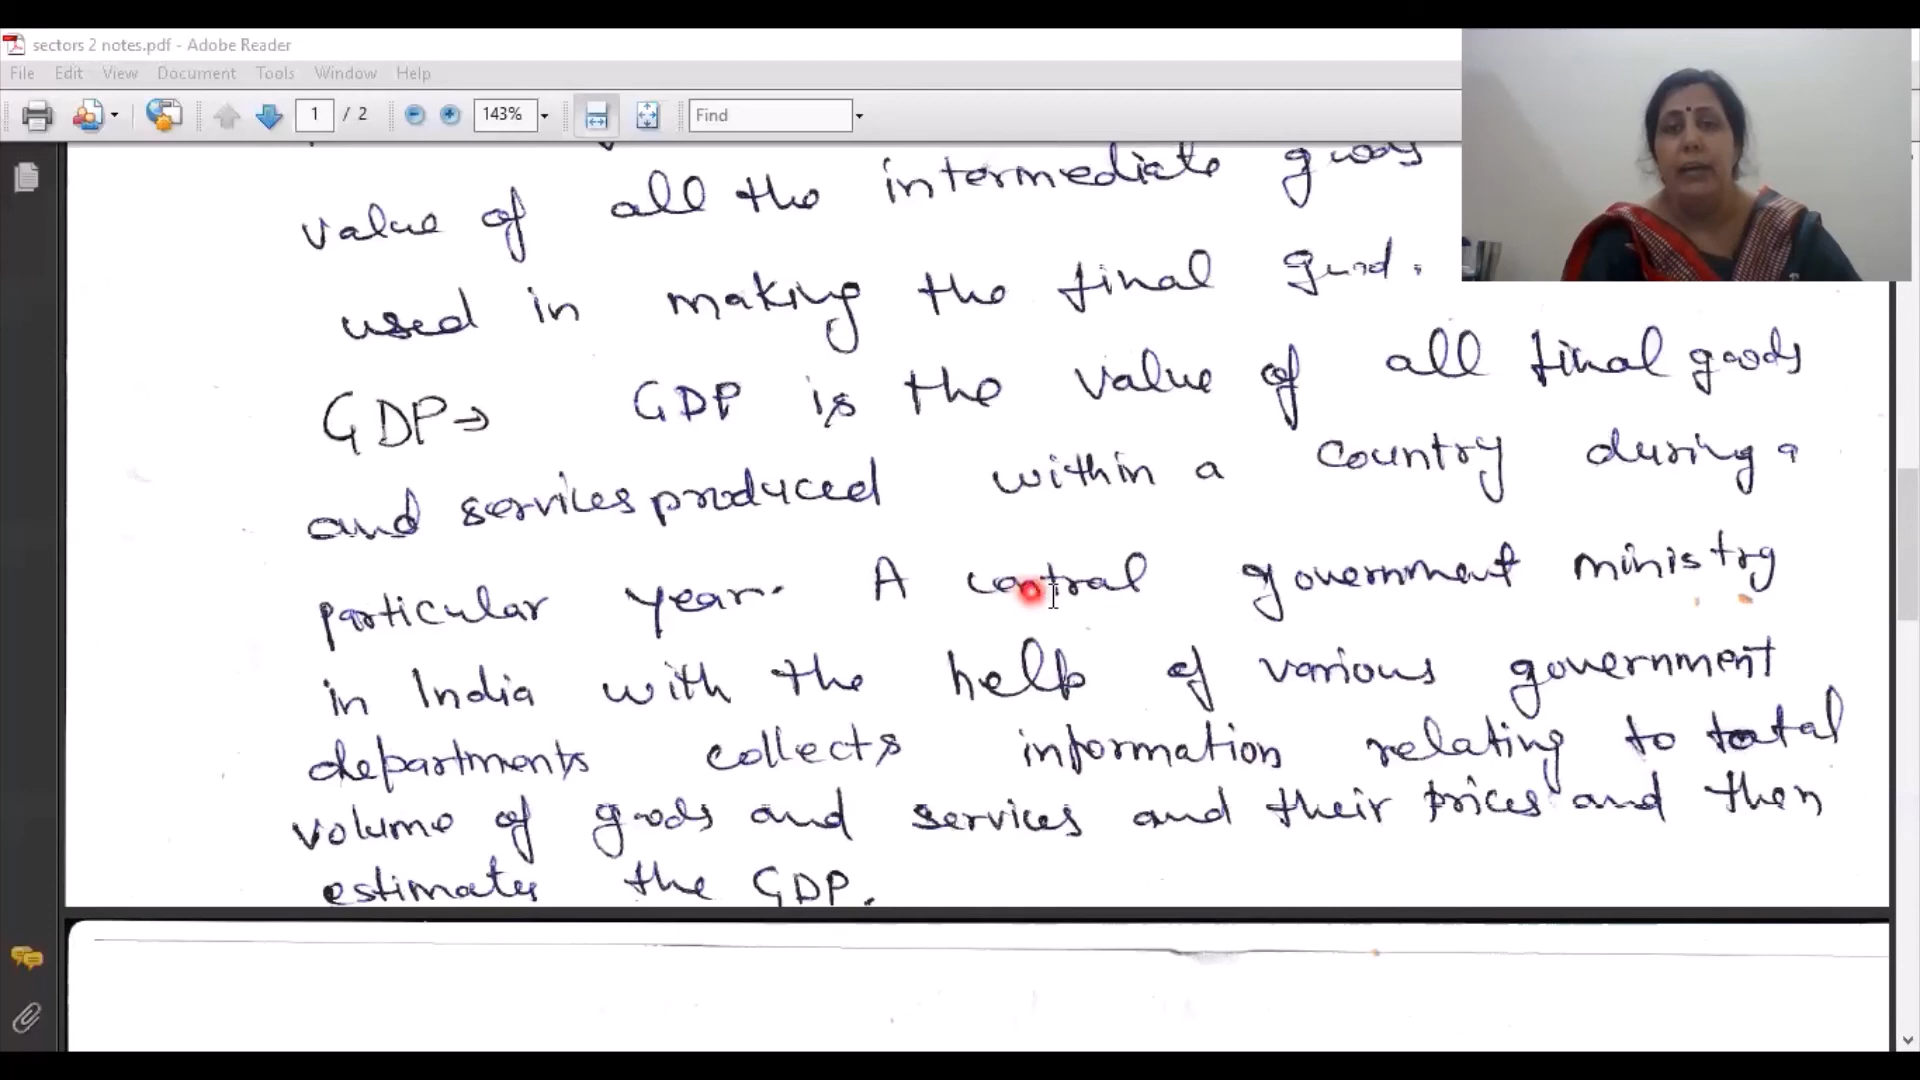 sectors 2 notes.pdf - Adobe Reader
File Edit View Document Tools Window Help
1 / 2 143% Find
value of all the intermediate goods
used in making the final good.
GDP→ GDP is the value of all final goods
and services produced within a country during a
particular year. A central government ministry
in India with the help of various government
departments collects information relating to total
volume of goods and services and their prices and then
estimates the GDP.